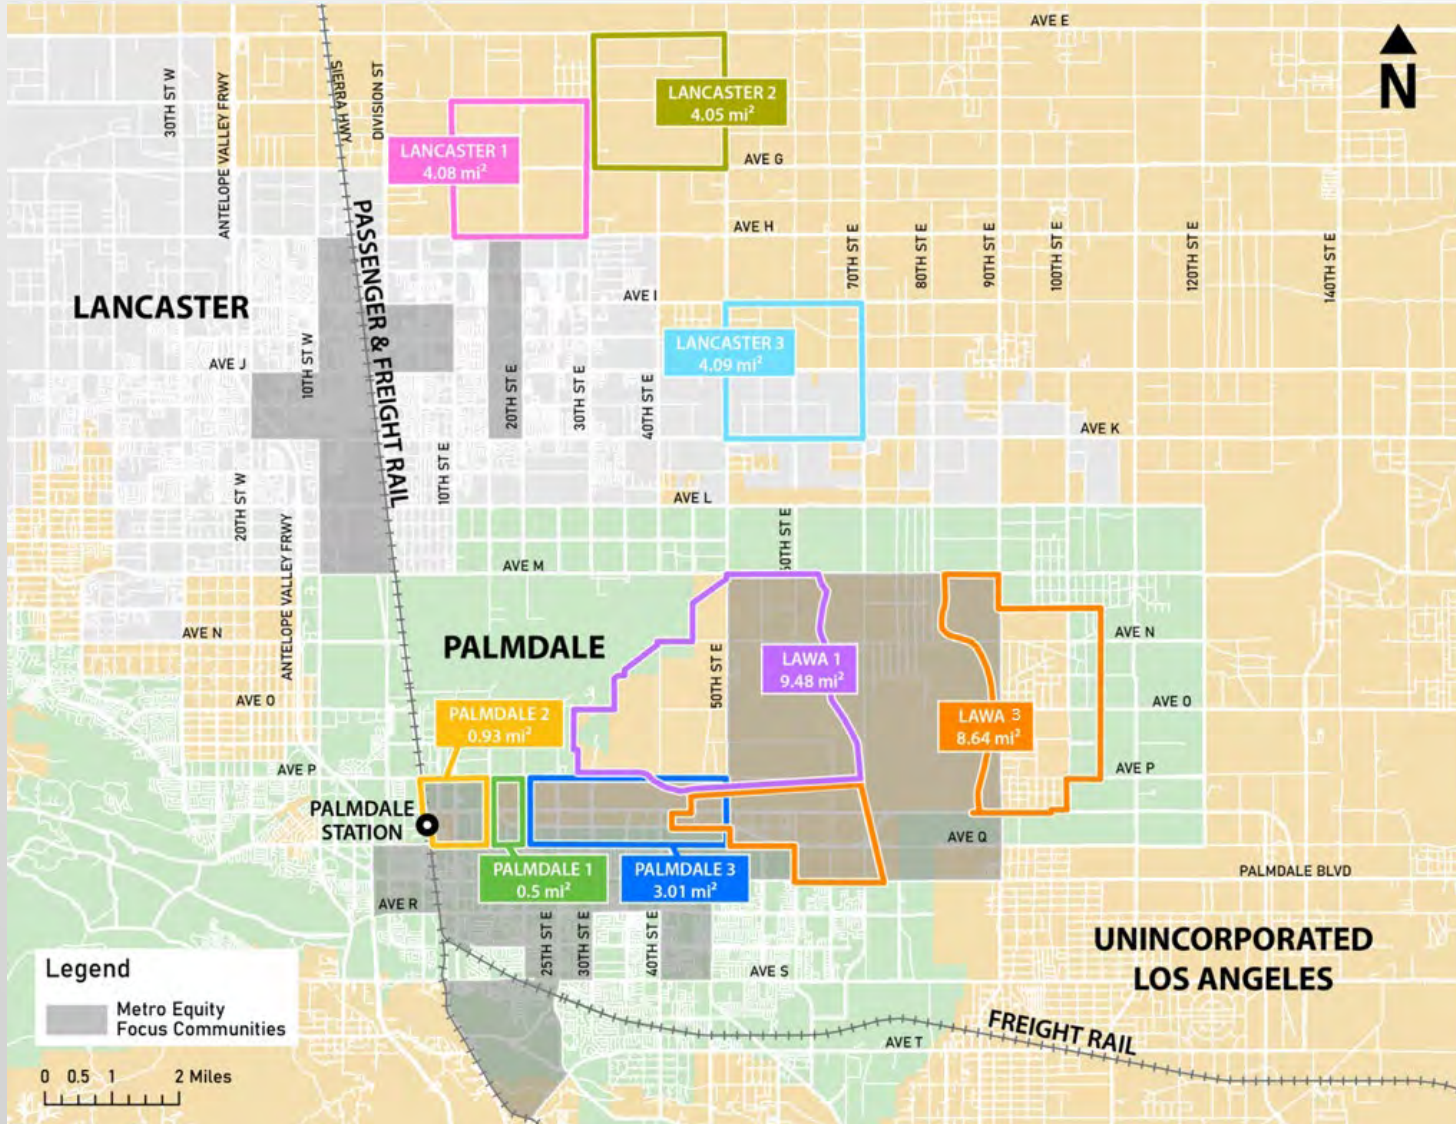 AVE E
N
30TH ST W
ANTELOPE VALLEY FRWY
SIERRA HWY
DIVISION ST
LANCASTER 2
4.05 mi²
LANCASTER 1
4.08 mi²
AVE G
PASSENGER & FREIGHT RAIL
AVE H
70TH ST E
80TH ST E
90TH ST E
100TH ST E
120TH ST E
140TH ST E
LANCASTER
AVE I
LANCASTER 3
4.09 mi²
AVE J
10TH ST W
20TH ST E
30TH ST E
40TH ST E
AVE K
20TH ST W
10TH ST E
AVE L
ANTELOPE VALLEY FRWY
60TH ST E
AVE M
AVE N
PALMDALE
50TH ST E
LAWA 1
9.48 mi²
AVE N
AVE O
PALMDALE 2
0.93 mi²
LAWA 3
8.64 mi²
AVE O
AVE P
AVE P
PALMDALE
STATION
AVE Q
PALMDALE 1
0.5 mi²
PALMDALE 3
3.01 mi²
PALMDALE BLVD
AVE R
25TH ST E
30TH ST E
40TH ST E
UNINCORPORATED
LOS ANGELES
AVE S
Legend
Metro Equity
Focus Communities
FREIGHT RAIL
AVE T
0 0.5 1 2 Miles